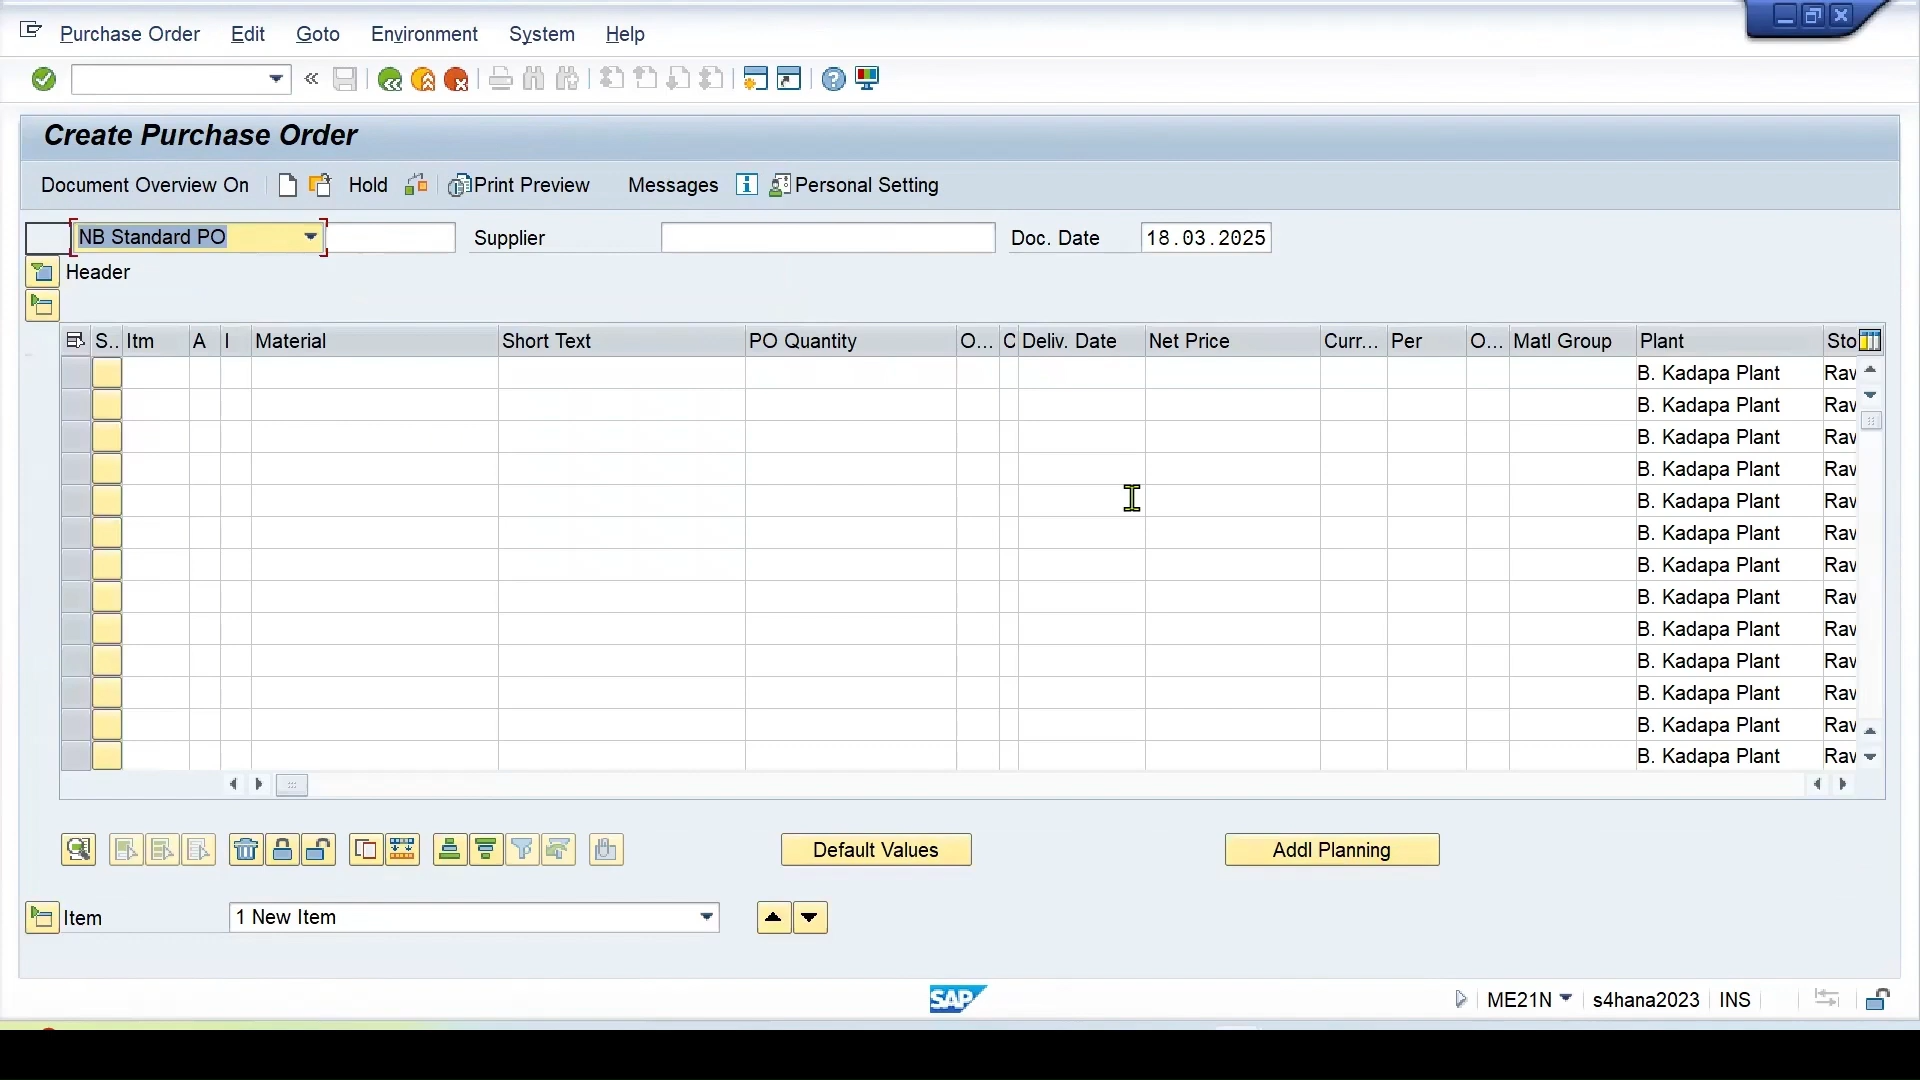 Purchase Order Edit Goto Environment System Help
Create Purchase Order
Document Overview On Hold Print Preview Messages Personal Setting
NB Standard PO Supplier Doc. Date 18.03.2025
Header
S.. Itm A I Material Short Text PO Quantity O... C Deliv. Date Net Price Curr... Per O... Matl Group Plant Sto
B. Kadapa Plant Rav
B. Kadapa Plant Rav
B. Kadapa Plant Rav
B. Kadapa Plant Rav
B. Kadapa Plant Rav
B. Kadapa Plant Rav
B. Kadapa Plant Rav
B. Kadapa Plant Rav
B. Kadapa Plant Rav
B. Kadapa Plant Rav
B. Kadapa Plant Rav
B. Kadapa Plant Rav
B. Kadapa Plant Rav
Default Values Addl Planning
Item 1 New Item
SAP ME21N s4hana2023 INS